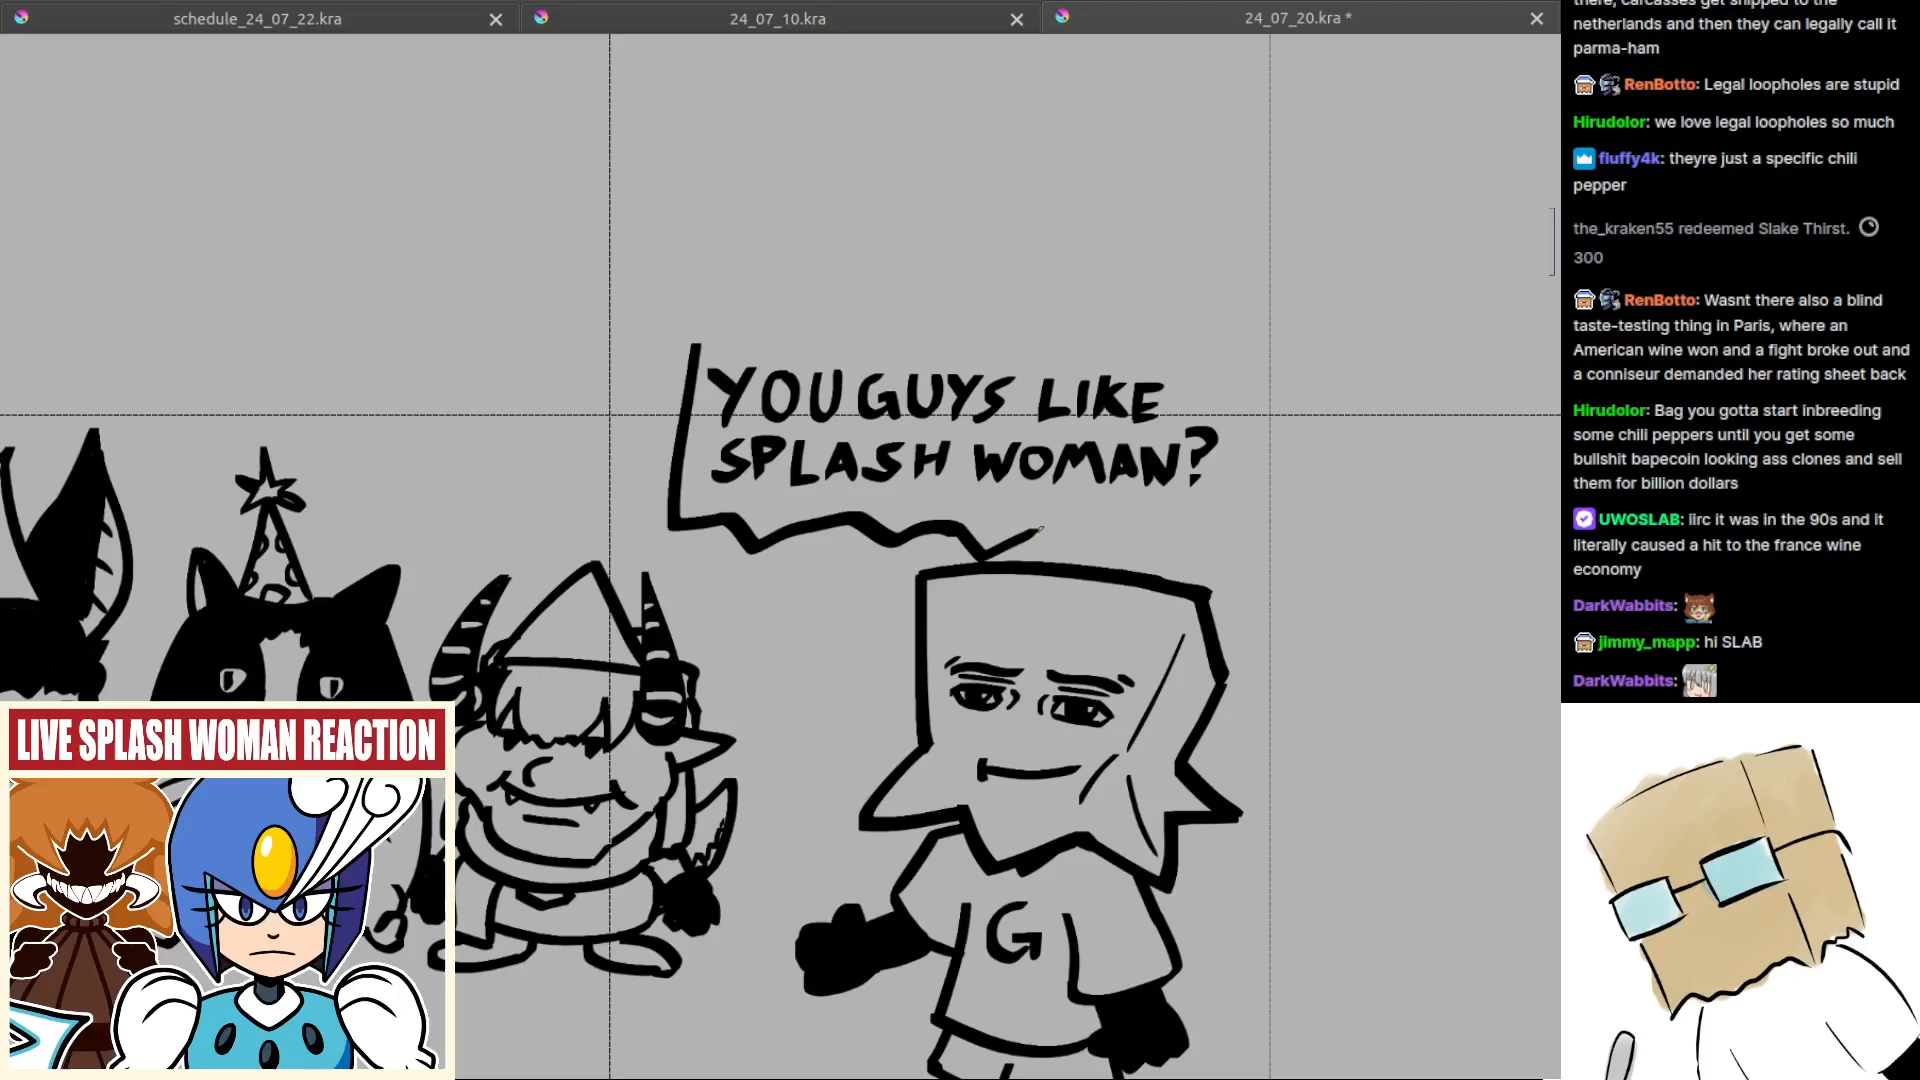 schedule_24_07_22.kra
24_07_10.kra
24_07_20.kra *
YOU GUYS LIKE
SPLASH WOMAN?
G
LIVE SPLASH WOMAN REACTION
there, carcasses get shipped to the
netherlands and then they can legally call it
parma-ham
RenBotto: Legal loopholes are stupid
Hirudolor: we love legal loopholes so much
fluffy4k: theyre just a specific chili
pepper
the_kraken55 redeemed Slake Thirst.
300
RenBotto: Wasnt there also a blind
taste-testing thing in Paris, where an
American wine won and a fight broke out and
a conniseur demanded her rating sheet back
Hirudolor: Bag you gotta start inbreeding
some chili peppers until you get some
bullshit bapecoin looking ass clones and sell
them for billion dollars
UWOSLAB: iirc it was in the 90s and it
literally caused a hit to the france wine
economy
DarkWabbits:
jimmy_mapp: hi SLAB
DarkWabbits: